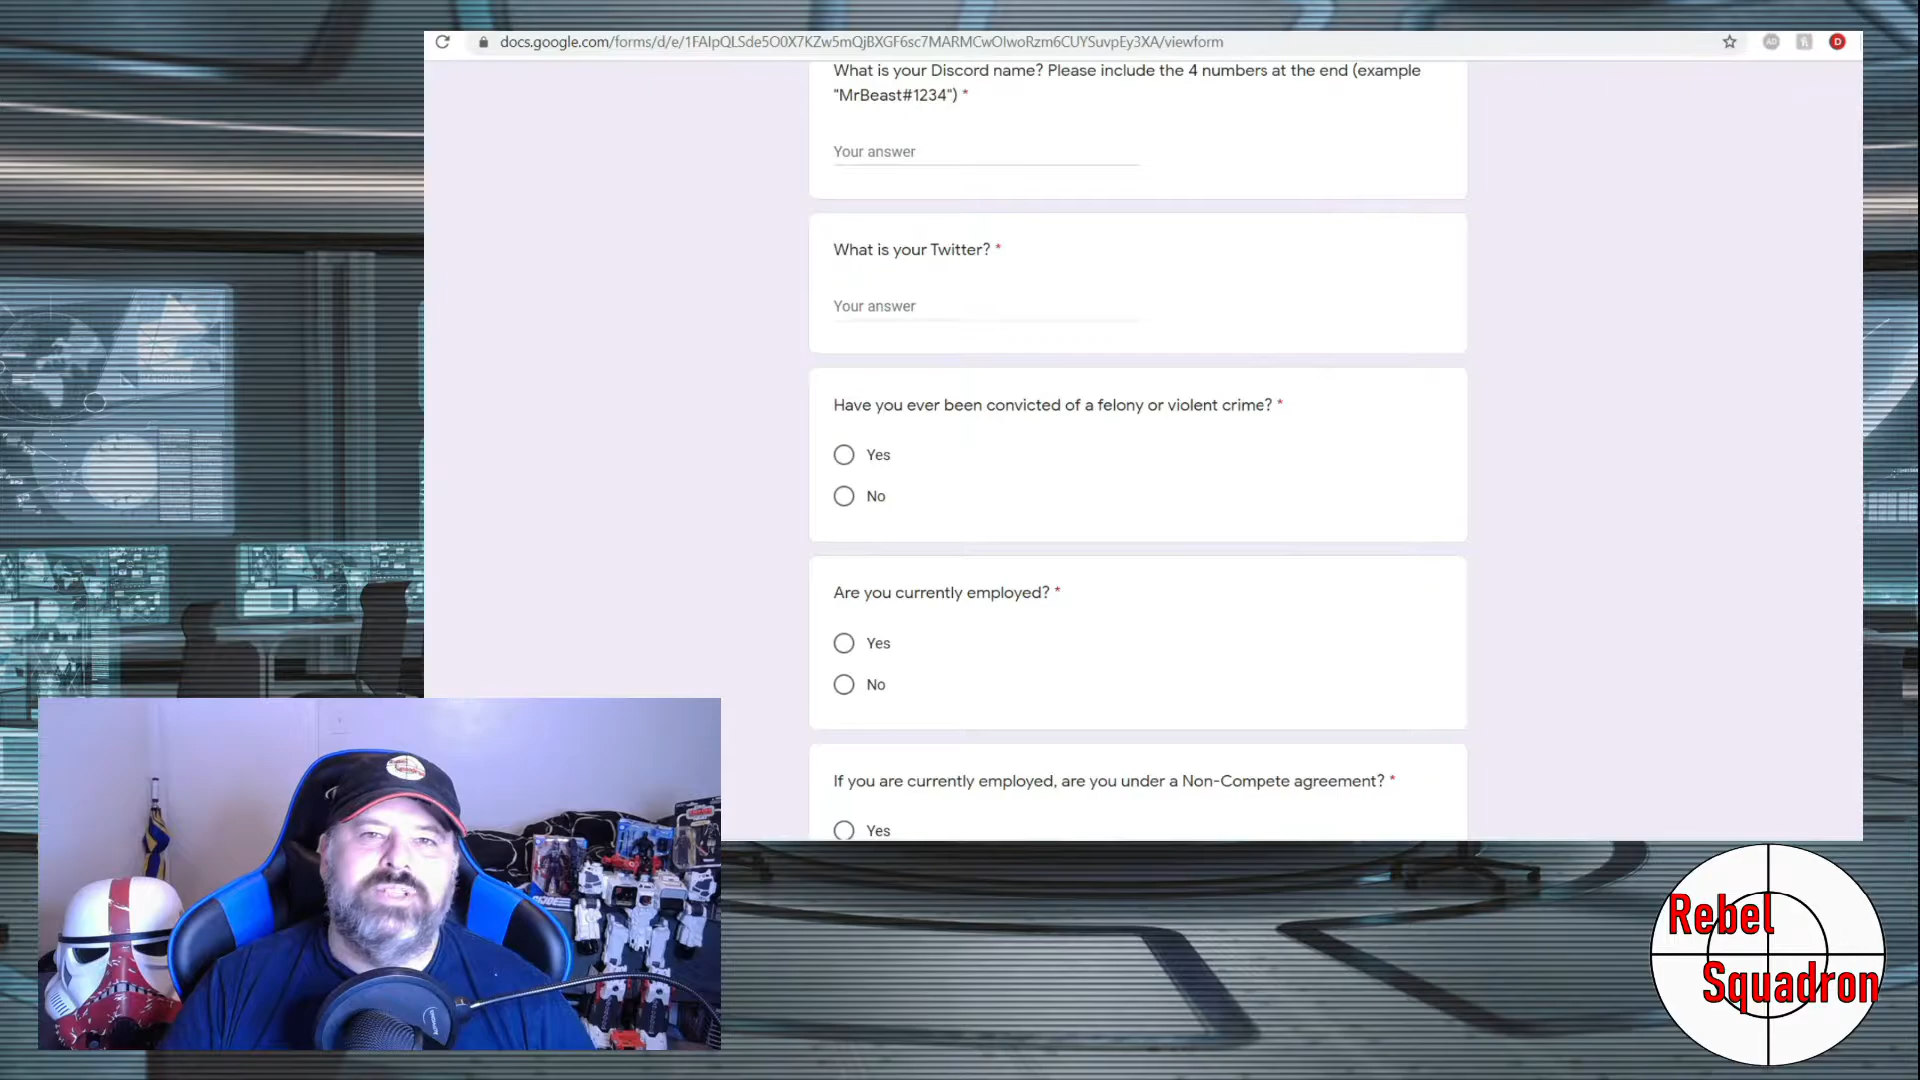 docs.google.com/forms/d/e/1FAIpQLSde5O0X7KZw5mQjBXGF6sc7MARMCwOIwoRzm6CUYSuvpEy3XA/viewform
What is your Discord name? Please include the 4 numbers at the end (example
"MrBeast#1234") *
Your answer
What is your Twitter? *
Your answer
Have you ever been convicted of a felony or violent crime? *
Yes
No
Are you currently employed? *
Yes
No
If you are currently employed, are you under a Non-Compete agreement? *
Yes
Rebel
Squadron